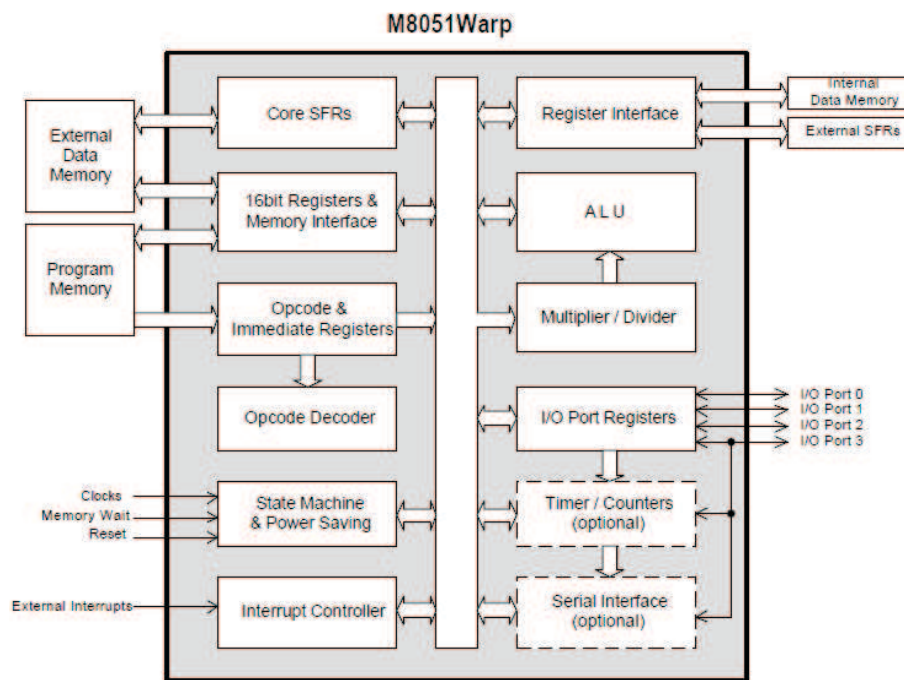 M8051Warp
Core SFRs
Register Interface
Internal
Data Memory
External SFRs
External
Data
Memory
16bit Registers &
Memory Interface
A L U
Program
Memory
Opcode &
Immediate Registers
Multiplier / Divider
Opcode Decoder
I/O Port Registers
I/O Port 0
I/O Port 1
I/O Port 2
I/O Port 3
Clocks
Memory Wait
Reset
State Machine
& Power Saving
Timer / Counters
(optional)
External Interrupts
Interrupt Controller
Serial Interface
(optional)